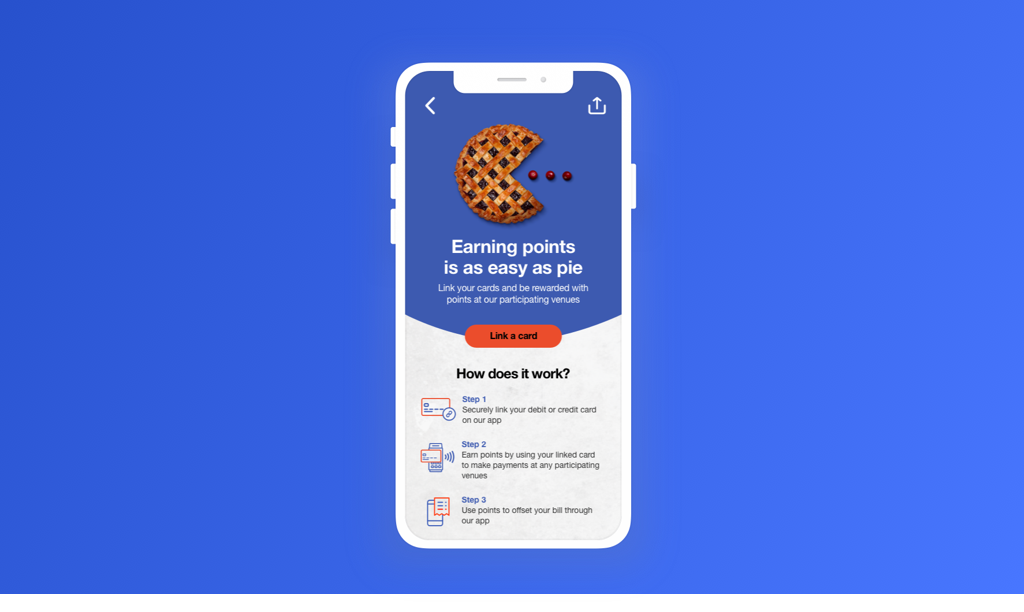 Earning points
is as easy as pie
Link your cards and be rewarded with
points at our participating venues
Link a card
How does it work?
Step 1
Securely link your debit or credit card
on our app
Step 2
Earn points by using your linked card
to make payments at any participating
venues
Step 3
Use points to offset your bill through
our app